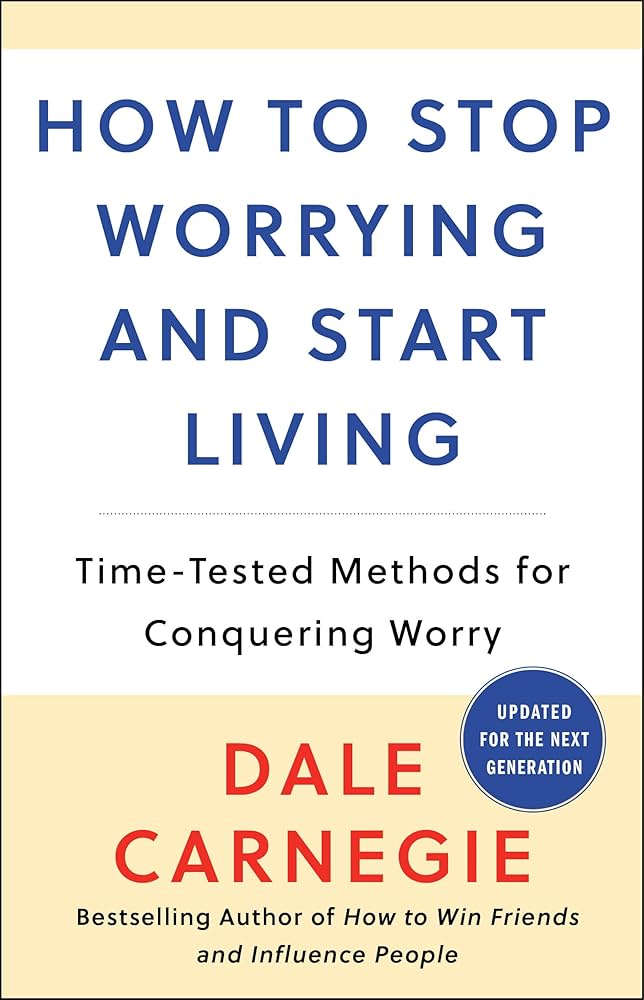 HOW TO STOP
WORRYING
AND START
LIVING
Time-Tested Methods for
Conquering Worry
UPDATED
FOR THE NEXT
GENERATION
DALE
CARNEGIE
Bestselling Author of How to Win Friends
and Influence People